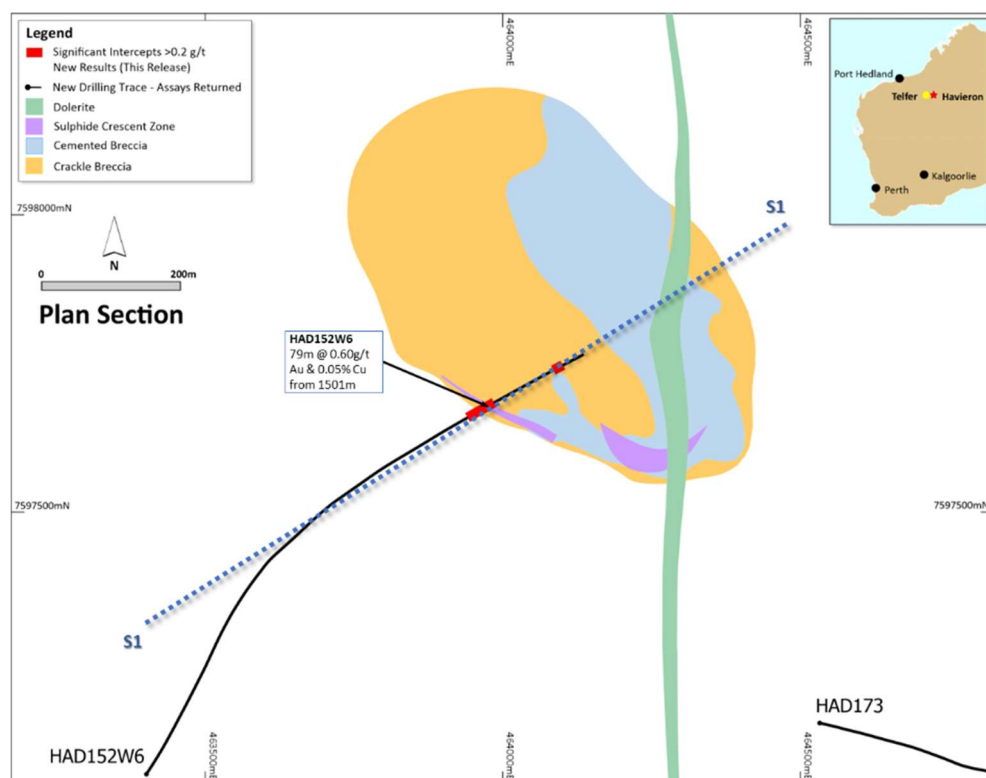 Legend
Significant Intercepts >0.2 g/t
New Results (This Release)
New Drilling Trace - Assays Returned
Dolerite
Sulphide Crescent Zone
Cemented Breccia
Crackle Breccia
464000mE
464500mE
Port Hedland
Telfer
Havieron
Kalgoorlie
Perth
7598000mN
S1
N
0
200m
Plan Section
HAD152W6
79m @ 0.60g/t
Au & 0.05% Cu
from 1501m
7597500mN
7597500mN
S1
HAD173
HAD152W6
463500mE
464000mE
464500mE